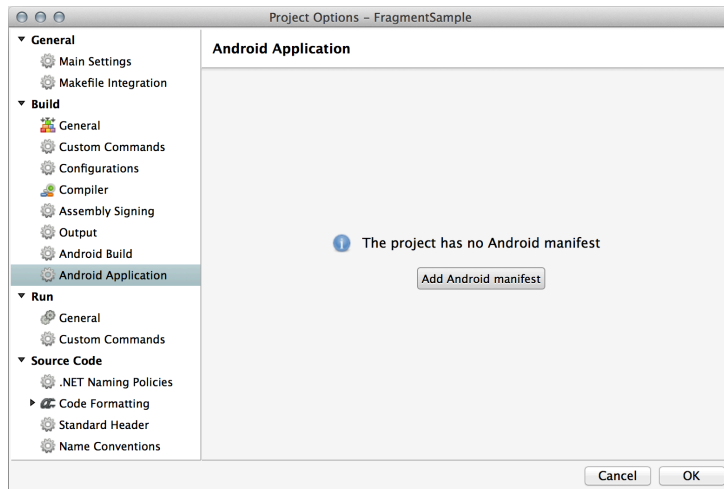 Project Options – FragmentSample
General
Main Settings
Makefile Integration
Build
General
Custom Commands
Configurations
Compiler
Assembly Signing
Output
Android Build
Android Application
Run
General
Custom Commands
Source Code
.NET Naming Policies
Code Formatting
Standard Header
Name Conventions
Android Application
The project has no Android manifest
Add Android manifest
Cancel
OK